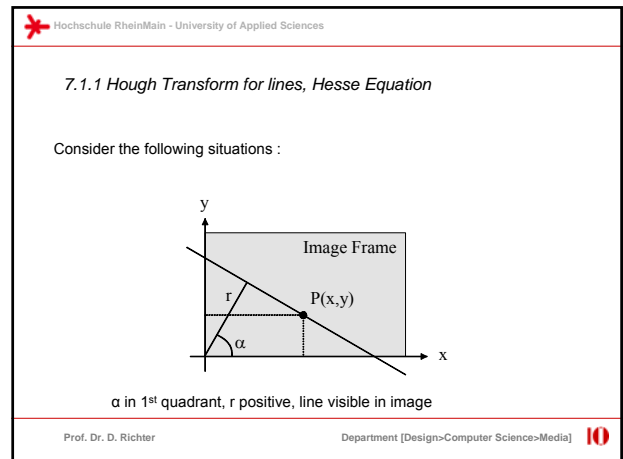 Hochschule RheinMain - University of Applied Sciences
7.1.1 Hough Transform for lines, Hesse Equation
Consider the following situations :
y
Image Frame
r
P(x,y)
α
x
α in 1st quadrant, r positive, line visible in image
Prof. Dr. D. Richter
Department [Design>Computer Science>Media]